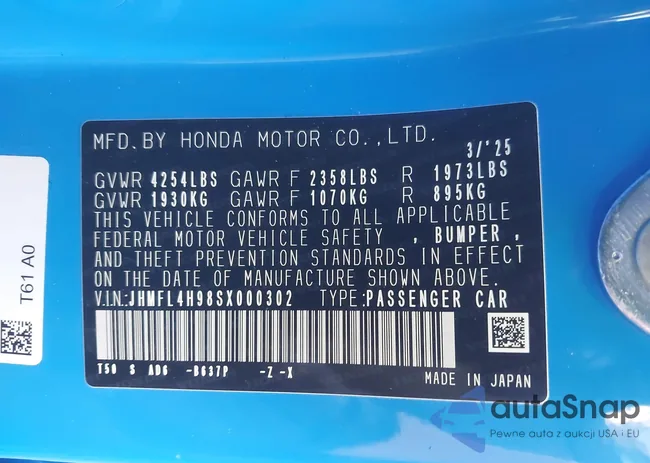 MFD.BY HONDA MOTOR CO.,LTD.
3/'25
GVWR 4254LBS GAWR F 2358LBS R 1973LBS
GVWR 1930KG GAWR F 1070KG R 895KG
THIS VEHICLE CONFORMS TO ALL APPLICABLE
FEDERAL MOTOR VEHICLE SAFETY , BUMPER ,
AND THEFT PREVENTION STANDARDS IN EFFECT
ON THE DATE OF MANUFACTURE SHOWN ABOVE.
V.I.N:JHMFL4H98SX000302 TYPE:PASSENGER CAR
T50 S AD6 -B637P -Z -X
MADE IN JAPAN
T61 A0
autaSnap
Pewne auta z aukcji USA i EU